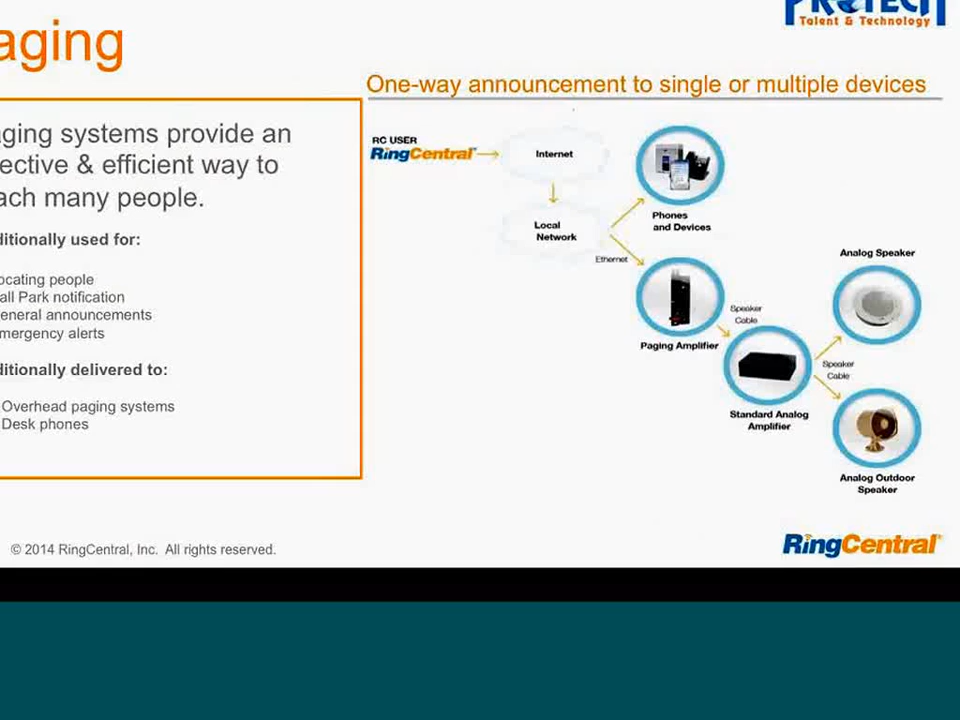 PROTECH
Talent & Technology
aging
One-way announcement to single or multiple devices
aging systems provide an
ective & efficient way to
ach many people.
ditionally used for:
ocating people
all Park notification
eneral announcements
mergency alerts
ditionally delivered to:
Overhead paging systems
Desk phones
RC USER
RingCentral
Internet
Local
Network
Phones
and Devices
Ethernet
Paging Amplifier
Speaker
Cable
Standard Analog
Amplifier
Analog Speaker
Speaker
Cable
Analog Outdoor
Speaker
© 2014 RingCentral, Inc. All rights reserved.
RingCentral®